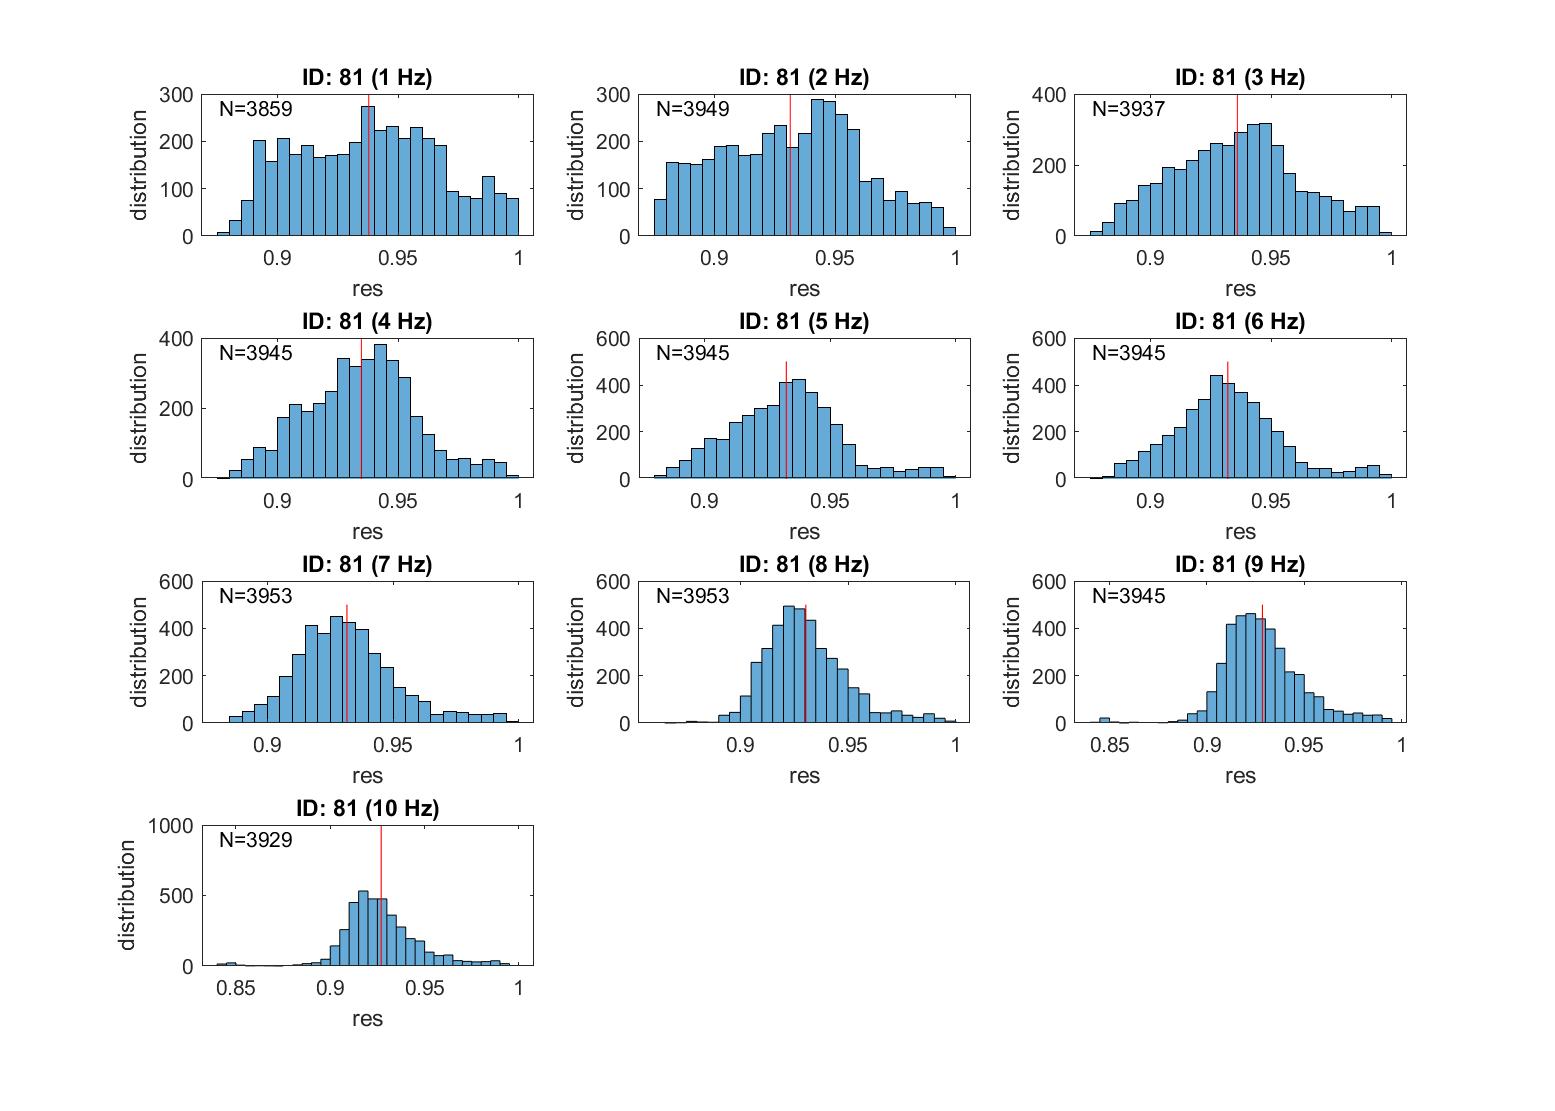 ID: 81 (1 Hz)
N=3859
300
200
100
0
distribution
0.9
0.95
1
res
ID: 81 (2 Hz)
N=3949
300
200
100
0
distribution
0.9
0.95
1
res
ID: 81 (3 Hz)
N=3937
400
200
0
distribution
0.9
0.95
1
res
ID: 81 (4 Hz)
N=3945
400
200
0
distribution
0.9
0.95
1
res
ID: 81 (5 Hz)
N=3945
600
400
200
0
distribution
0.9
0.95
1
res
ID: 81 (6 Hz)
N=3945
600
400
200
0
distribution
0.9
0.95
1
res
ID: 81 (7 Hz)
N=3953
600
400
200
0
distribution
0.9
0.95
1
res
ID: 81 (8 Hz)
N=3953
600
400
200
0
distribution
0.9
0.95
1
res
ID: 81 (9 Hz)
N=3945
600
400
200
0
distribution
0.85
0.9
0.95
1
res
ID: 81 (10 Hz)
N=3929
1000
500
0
distribution
0.85
0.9
0.95
1
res